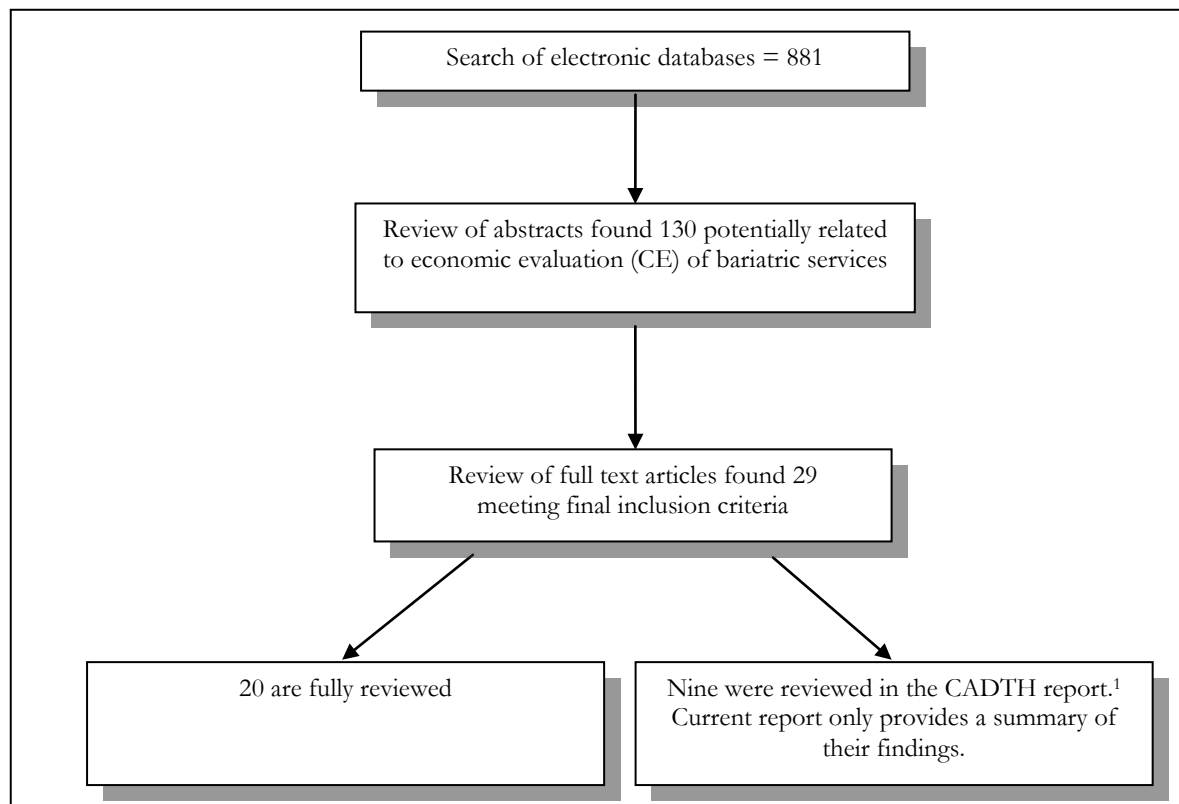 Search of electronic databases = 881
Review of abstracts found 130 potentially related
to economic evaluation (CE) of bariatric services
Review of full text articles found 29
meeting final inclusion criteria
20 are fully reviewed
Nine were reviewed in the CADTH report.¹
Current report only provides a summary of
their findings.